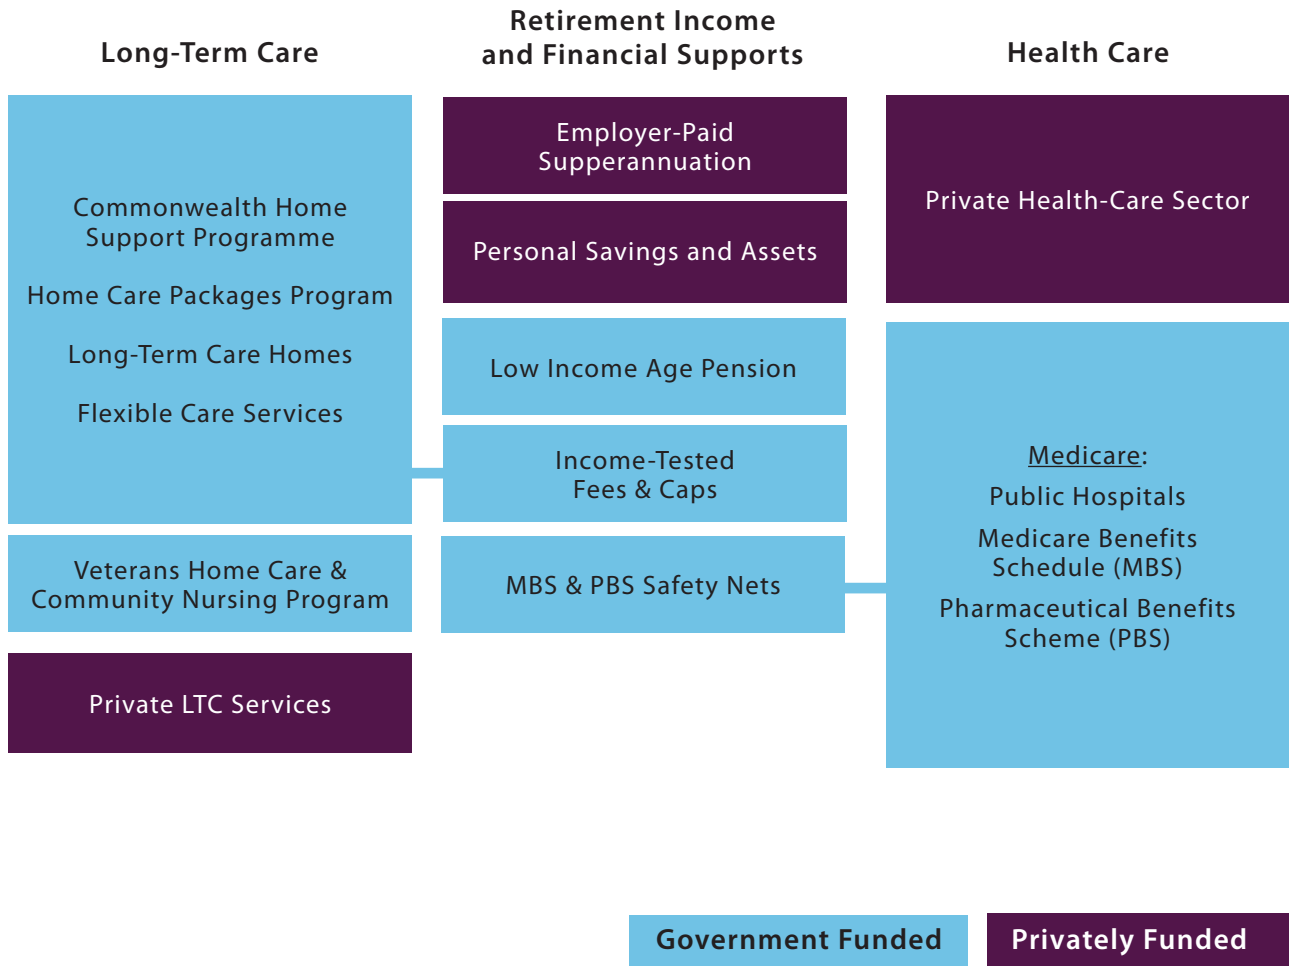 Long-Term Care
Commonwealth Home
Support Programme
Home Care Packages Program
Long-Term Care Homes
Flexible Care Services
Veterans Home Care &
Community Nursing Program
Private LTC Services
Retirement Income
and Financial Supports
Employer-Paid
Supperannuation
Personal Savings and Assets
Low Income Age Pension
Income-Tested
Fees & Caps
MBS & PBS Safety Nets
Health Care
Private Health-Care Sector
Medicare:
Public Hospitals
Medicare Benefits
Schedule (MBS)
Pharmaceutical Benefits
Scheme (PBS)
Government Funded
Privately Funded